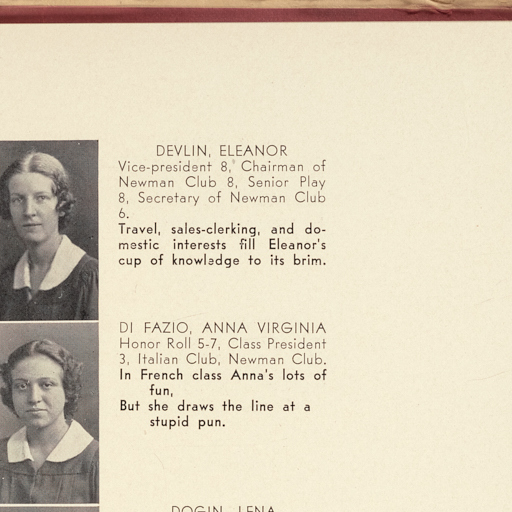 DEVLIN, ELEANOR
Vice-president 8, Chairman of
Newman Club 8, Senior Play
8, Secretary of Newman Club
6.
Travel, sales-clerking, and do-
mestic interests fill Eleanor's
cup of knowledge to its brim.
DI FAZIO, ANNA VIRGINIA
Honor Roll 5-7, Class President
3, Italian Club, Newman Club.
In French class Anna's lots of
fun,
But she draws the line at a
stupid pun.
DOGIN, LENA